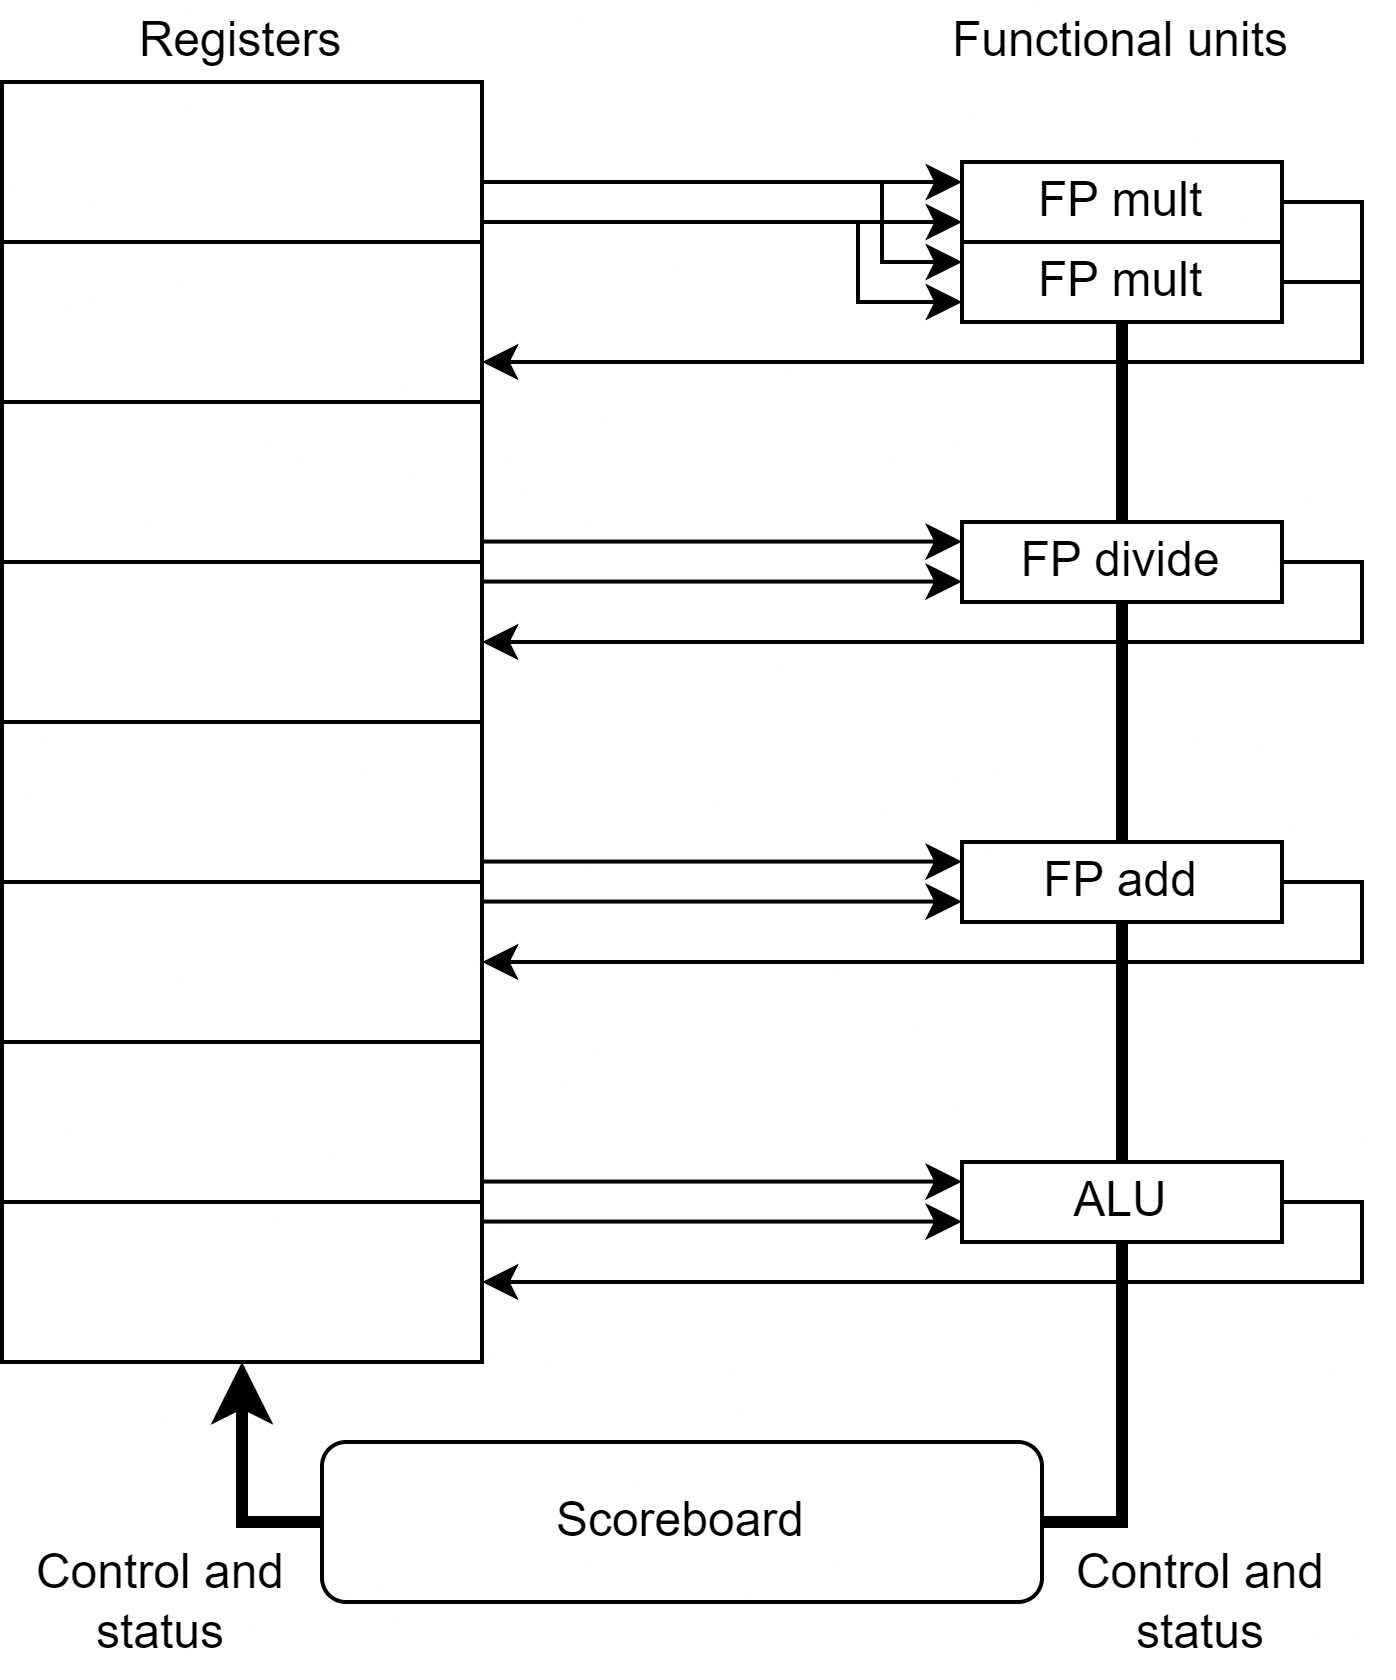 Registers
Functional units
FP mult
FP mult
FP divide
FP add
ALU
Scoreboard
Control and
status
Control and
status